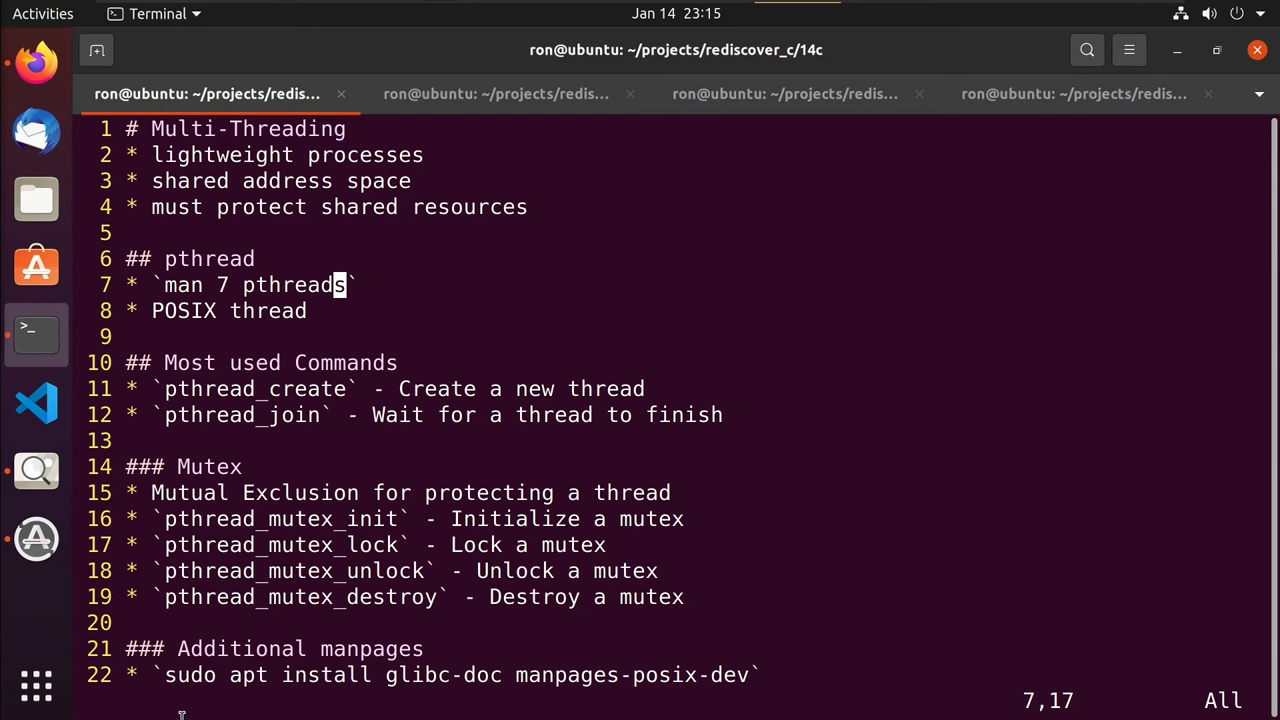 Activities Terminal Jan 14 23:15
ron@ubuntu: ~/projects/rediscover_c/14c
ron@ubuntu: ~/projects/redis... × ron@ubuntu: ~/projects/redis... × ron@ubuntu: ~/projects/redis... × ron@ubuntu: ~/projects/redis... ×
1 # Multi-Threading
2 * lightweight processes
3 * shared address space
4 * must protect shared resources
5
6 ## pthread
7 * `man 7 pthreads`
8 * POSIX thread
9
10 ## Most used Commands
11 * `pthread_create` - Create a new thread
12 * `pthread_join` - Wait for a thread to finish
13
14 ### Mutex
15 * Mutual Exclusion for protecting a thread
16 * `pthread_mutex_init` - Initialize a mutex
17 * `pthread_mutex_lock` - Lock a mutex
18 * `pthread_mutex_unlock` - Unlock a mutex
19 * `pthread_mutex_destroy` - Destroy a mutex
20
21 ### Additional manpages
22 * `sudo apt install glibc-doc manpages-posix-dev`
7,17 All